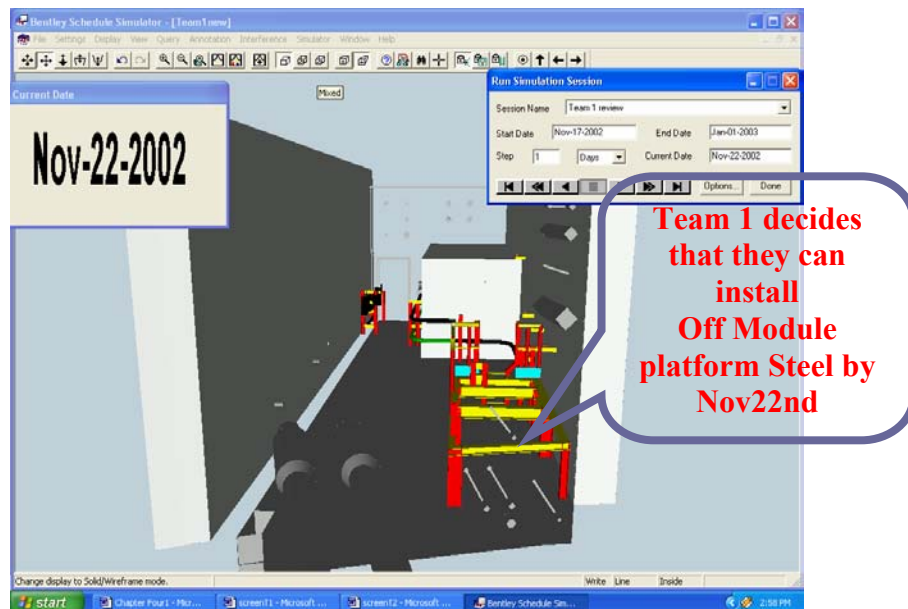 Bentley Schedule Simulator - [Team1new]
File Settings Display View Query Annotation Interference Simulator Window Help
Current Date
Nov-22-2002
Mixed
Run Simulation Session
Session Name Team 1 review
Start Date Nov-17-2002 End Date Jan-01-2003
Step 1 Days Current Date Nov-22-2002
Options... Done
Team 1 decides
that they can
install
Off Module
platform Steel by
Nov22nd
Change display to Solid/Wireframe mode. Write Line Inside
start Chapter Four1 - Micr... screen1 - Microsoft ... screen2 - Microsoft ... Bentley Schedule Sim... 2:58 PM